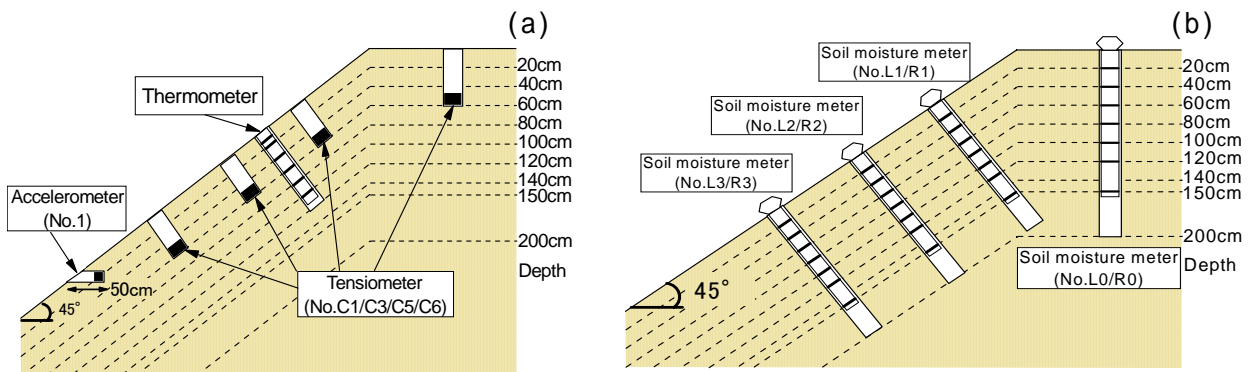 (a)
20cm
40cm
60cm
80cm
100cm
120cm
140cm
150cm
200cm
Depth
Thermometer
Accelerometer
(No.1)
50cm
45°
Tensiometer
(No.C1/C3/C5/C6)
(b)
Soil moisture meter
(No.L1/R1)
Soil moisture meter
(No.L2/R2)
Soil moisture meter
(No.L3/R3)
20cm
40cm
60cm
80cm
100cm
120cm
140cm
150cm
200cm
Depth
Soil moisture meter
(No.L0/R0)
45°